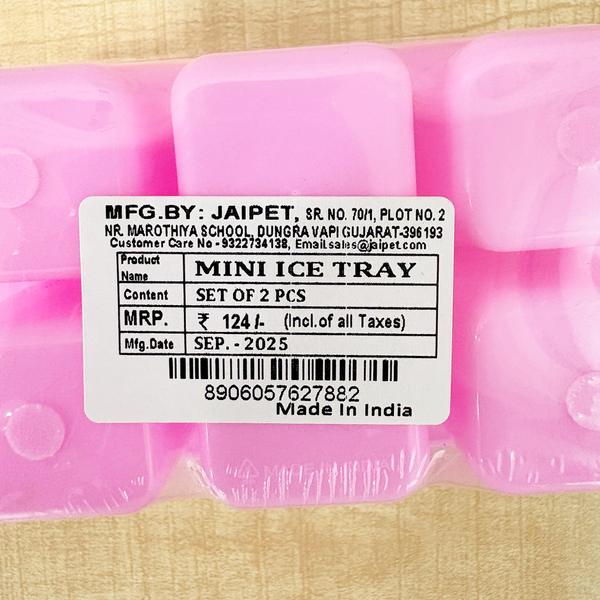 MFG.BY: JAIPET, SR. NO. 70/1, PLOT NO. 2
NR. MAROTHIYA SCHOOL, DUNGRA VAPI GUJARAT-396193
Customer Care No - 9322734138, Email.sales@jaipet.com
Product Name MINI ICE TRAY
Content SET OF 2 PCS
MRP. ₹ 124/- (Incl.of all Taxes)
Mfg.Date SEP. - 2025
8906057627882
Made In India